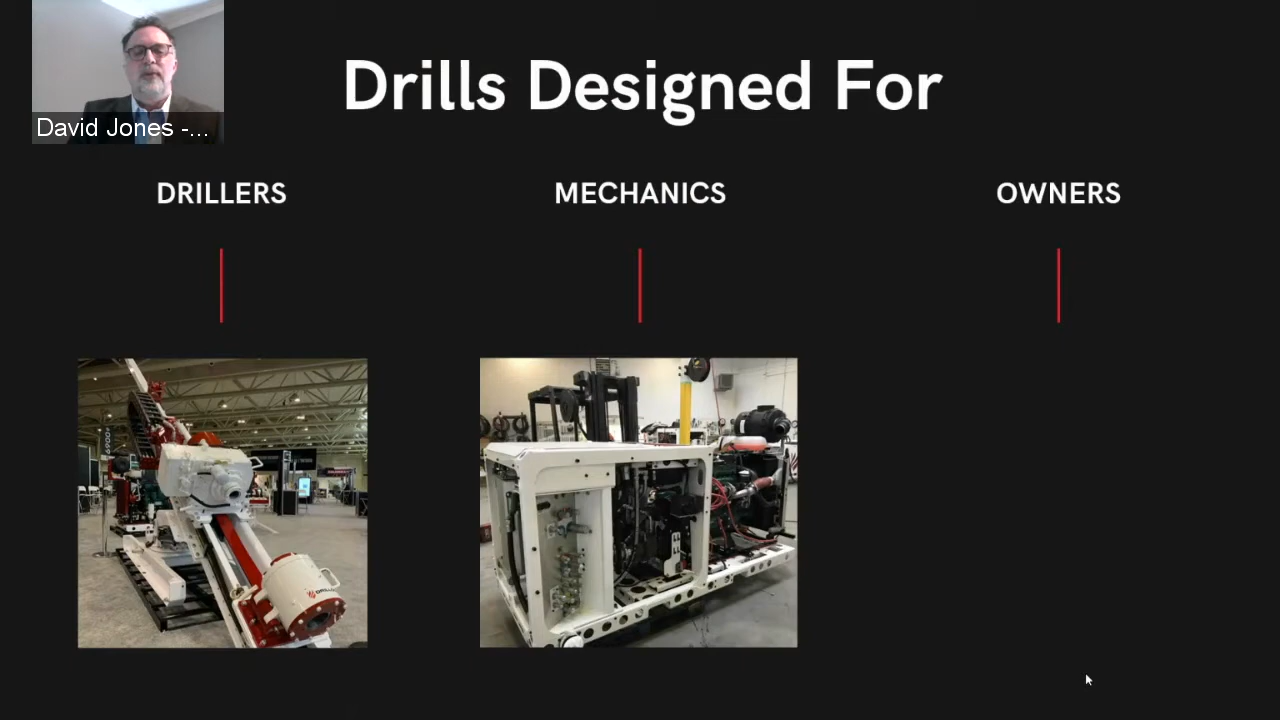 Drills Designed For
David Jones -...
DRILLERS
MECHANICS
OWNERS